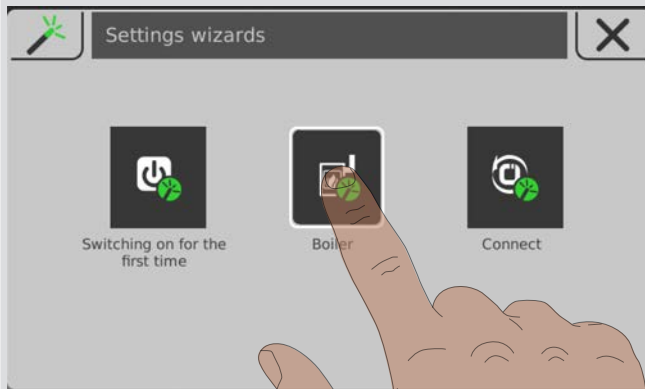 Settings wizards
Switching on for the
first time
Boiler
Connect